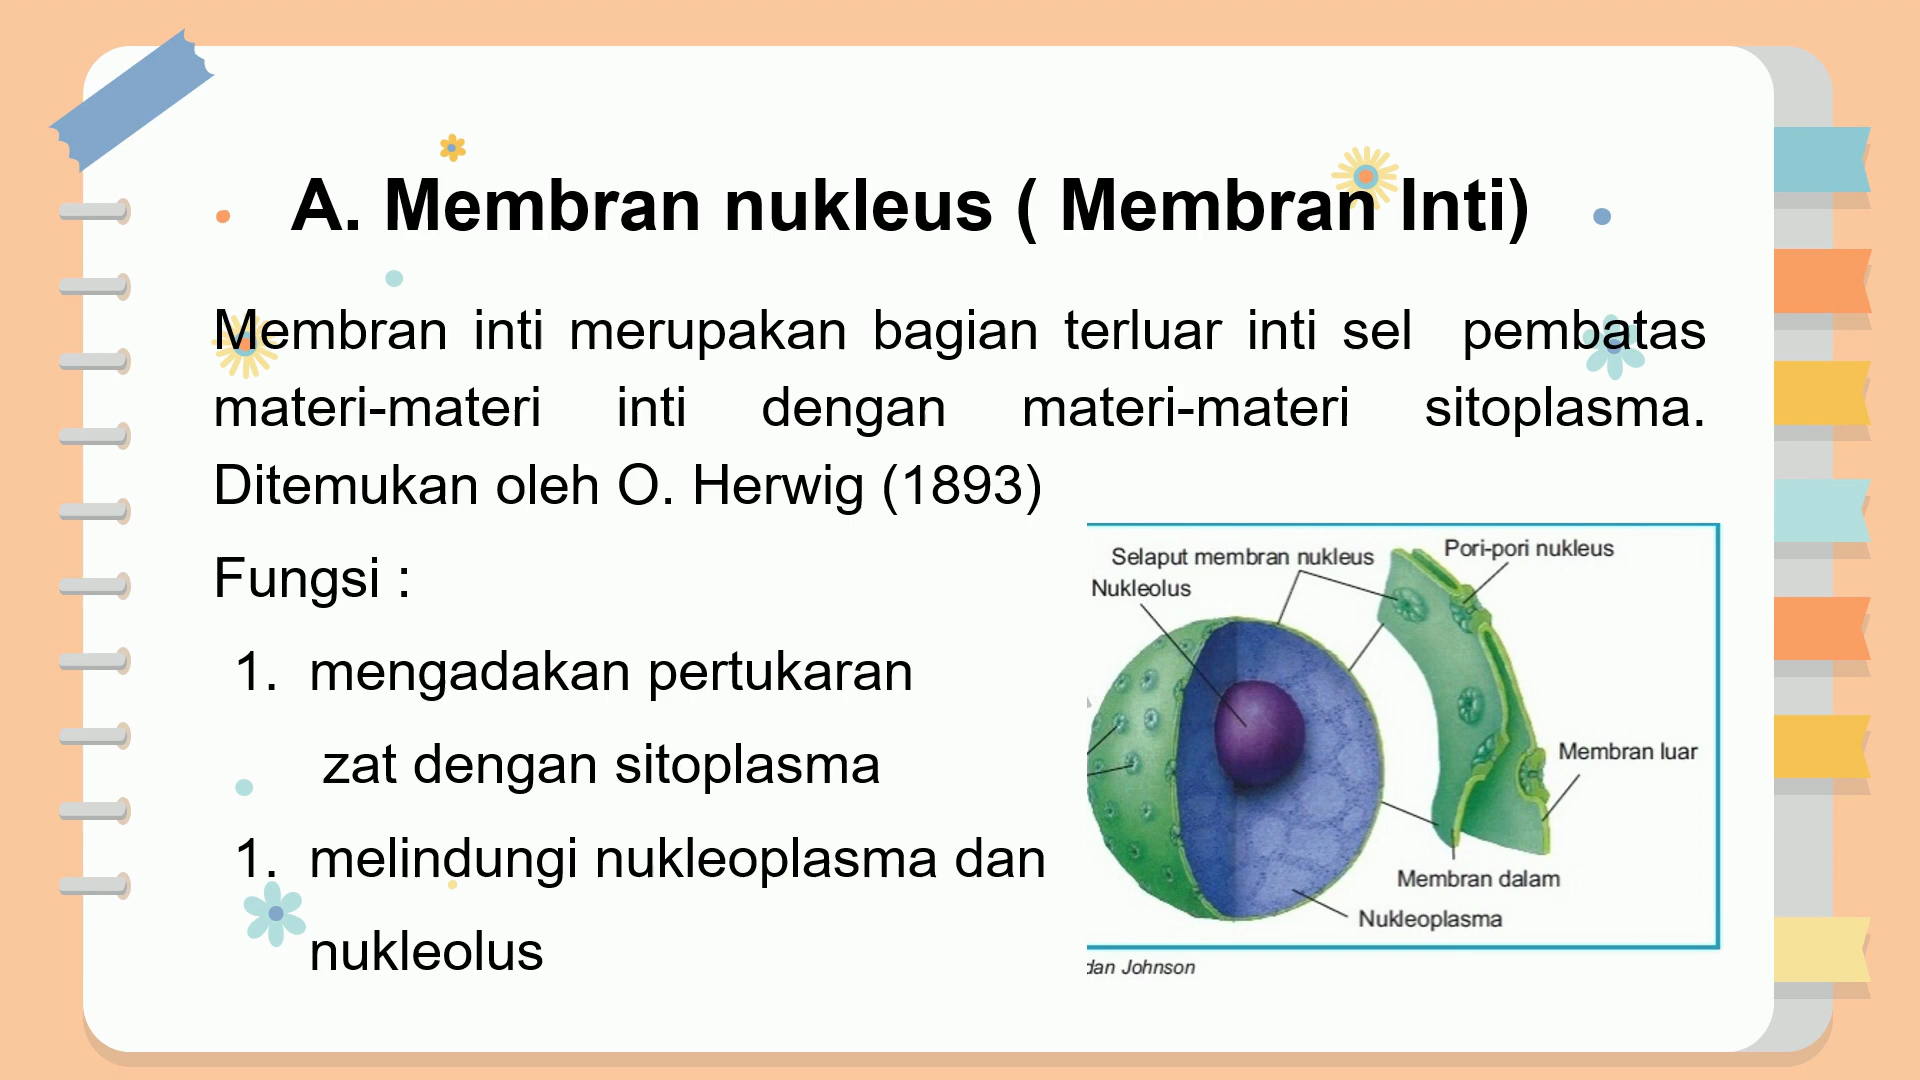 A. Membran nukleus ( Membran Inti)
Membran inti merupakan bagian terluar inti sel pembatas
materi-materi inti dengan materi-materi sitoplasma.
Ditemukan oleh O. Herwig (1893)
Fungsi :
1. mengadakan pertukaran
zat dengan sitoplasma
1. melindungi nukleoplasma dan
nukleolus
Selaput membran nukleus
Pori-pori nukleus
Nukleolus
Membran luar
Membran dalam
Nukleoplasma
dan Johnson